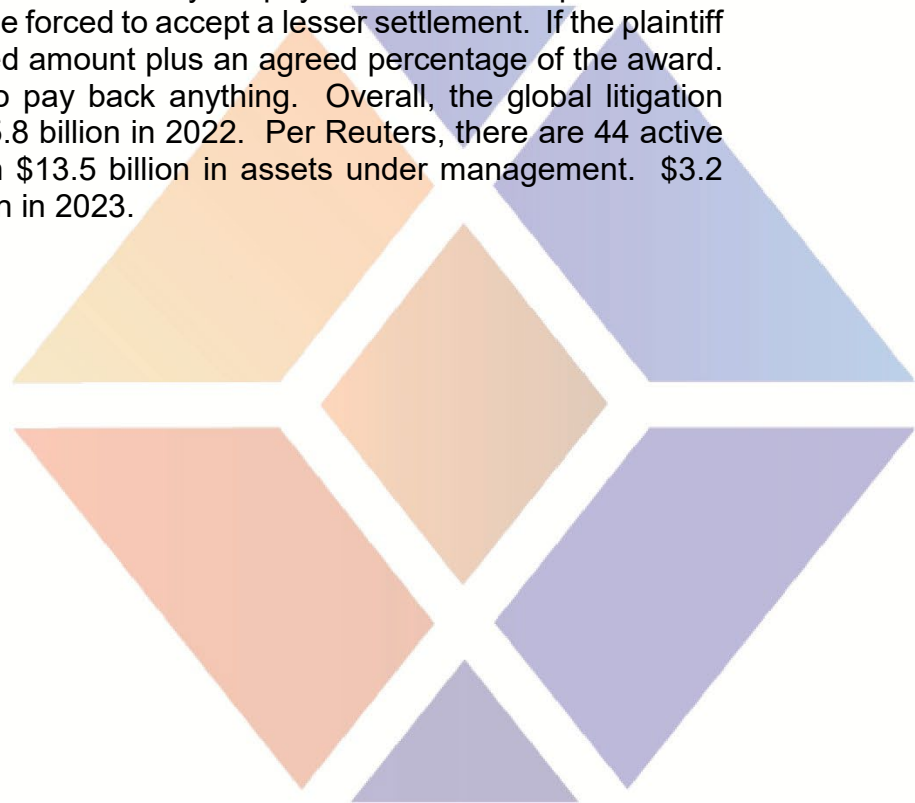 e forced to accept a lesser settlement. If the plaintiff
d amount plus an agreed percentage of the award.
o pay back anything. Overall, the global litigation
.8 billion in 2022. Per Reuters, there are 44 active
$13.5 billion in assets under management. $3.2
n in 2023.